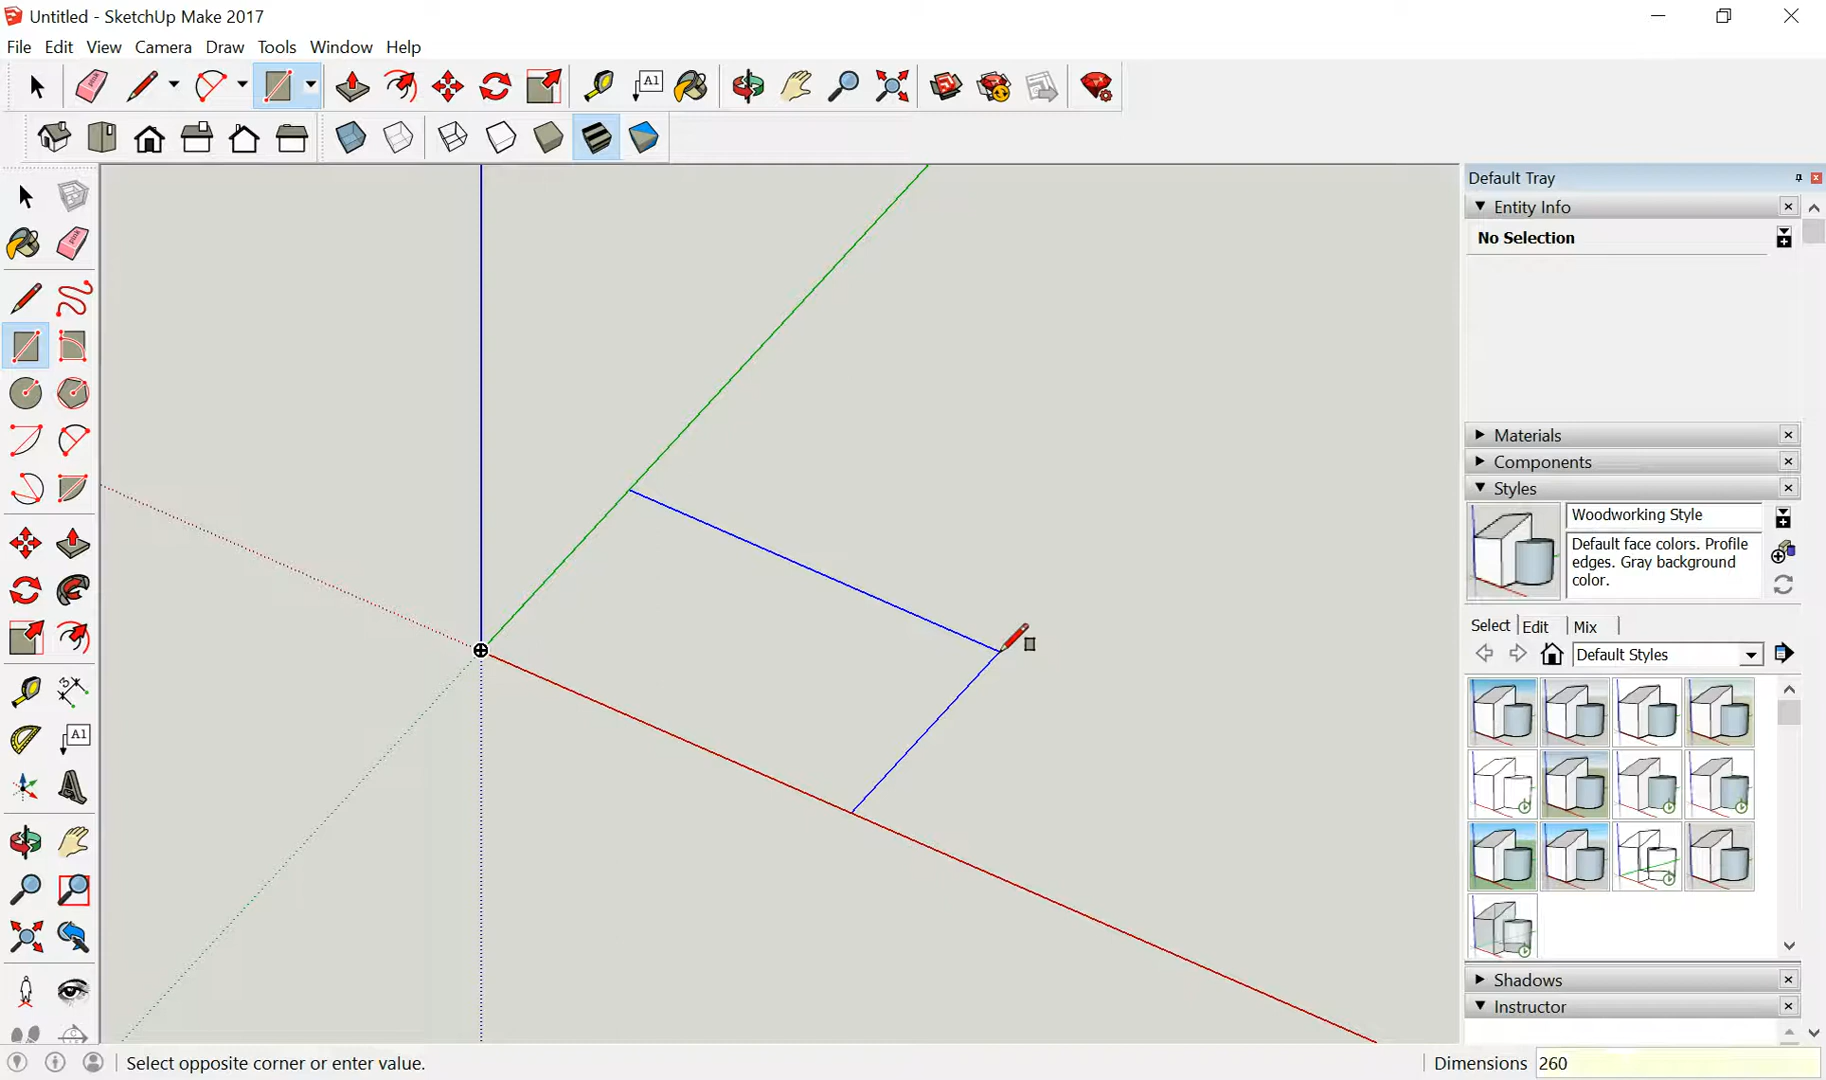 Untitled - SketchUp Make 2017
File Edit View Camera Draw Tools Window Help
A1
Default Tray
Entity Info
No Selection
Materials
Components
Styles
Woodworking Style
Default face colors. Profile
edges. Gray background
color.
Select Edit Mix
Default Styles
A1
Shadows
Instructor
Select opposite corner or enter value.
Dimensions 260